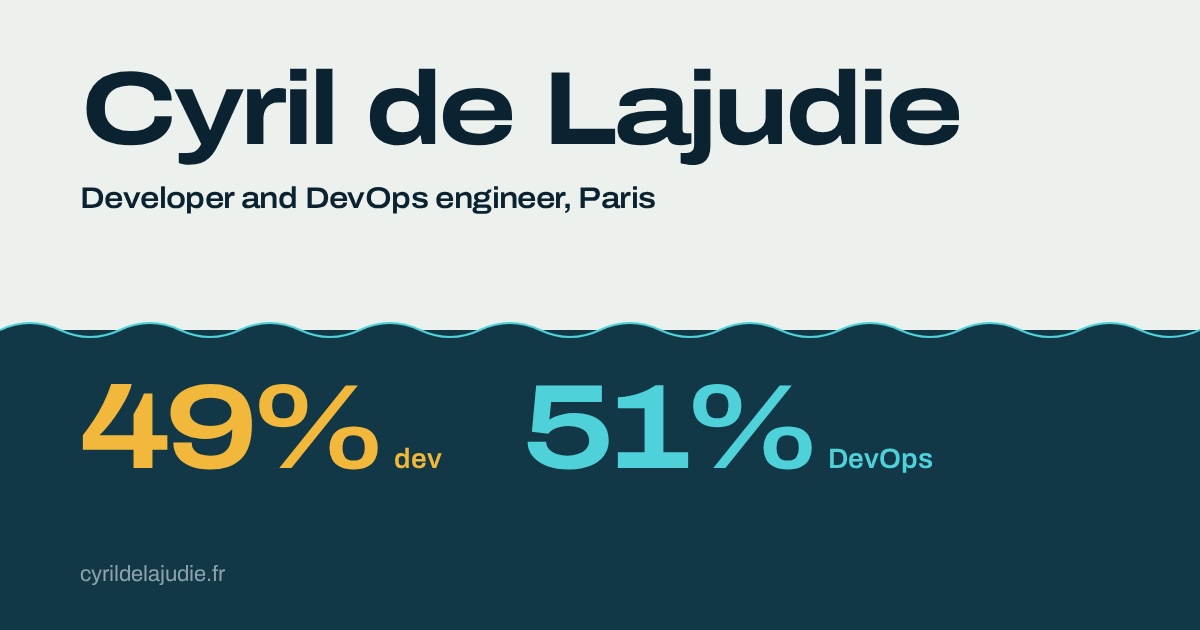 Cyril de Lajudie
Developer and DevOps engineer, Paris
49% dev 51% DevOps
cyrildelajudie.fr